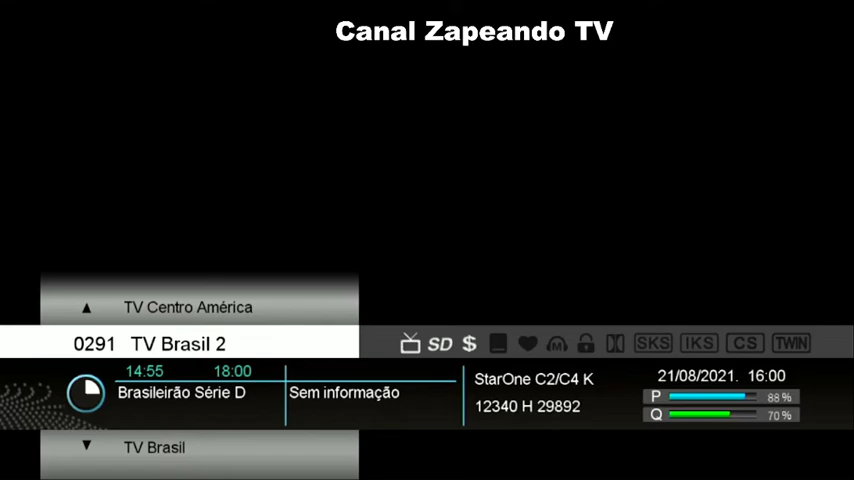 Canal Zapeando TV
▲ TV Centro América
0291 TV Brasil 2
SD $ SKS IKS CS TWIN
14:55 18:00
Brasileirão Série D
Sem informação
StarOne C2/C4 K
12340 H 29892
21/08/2021. 16:00
P 88%
Q 70%
▼ TV Brasil